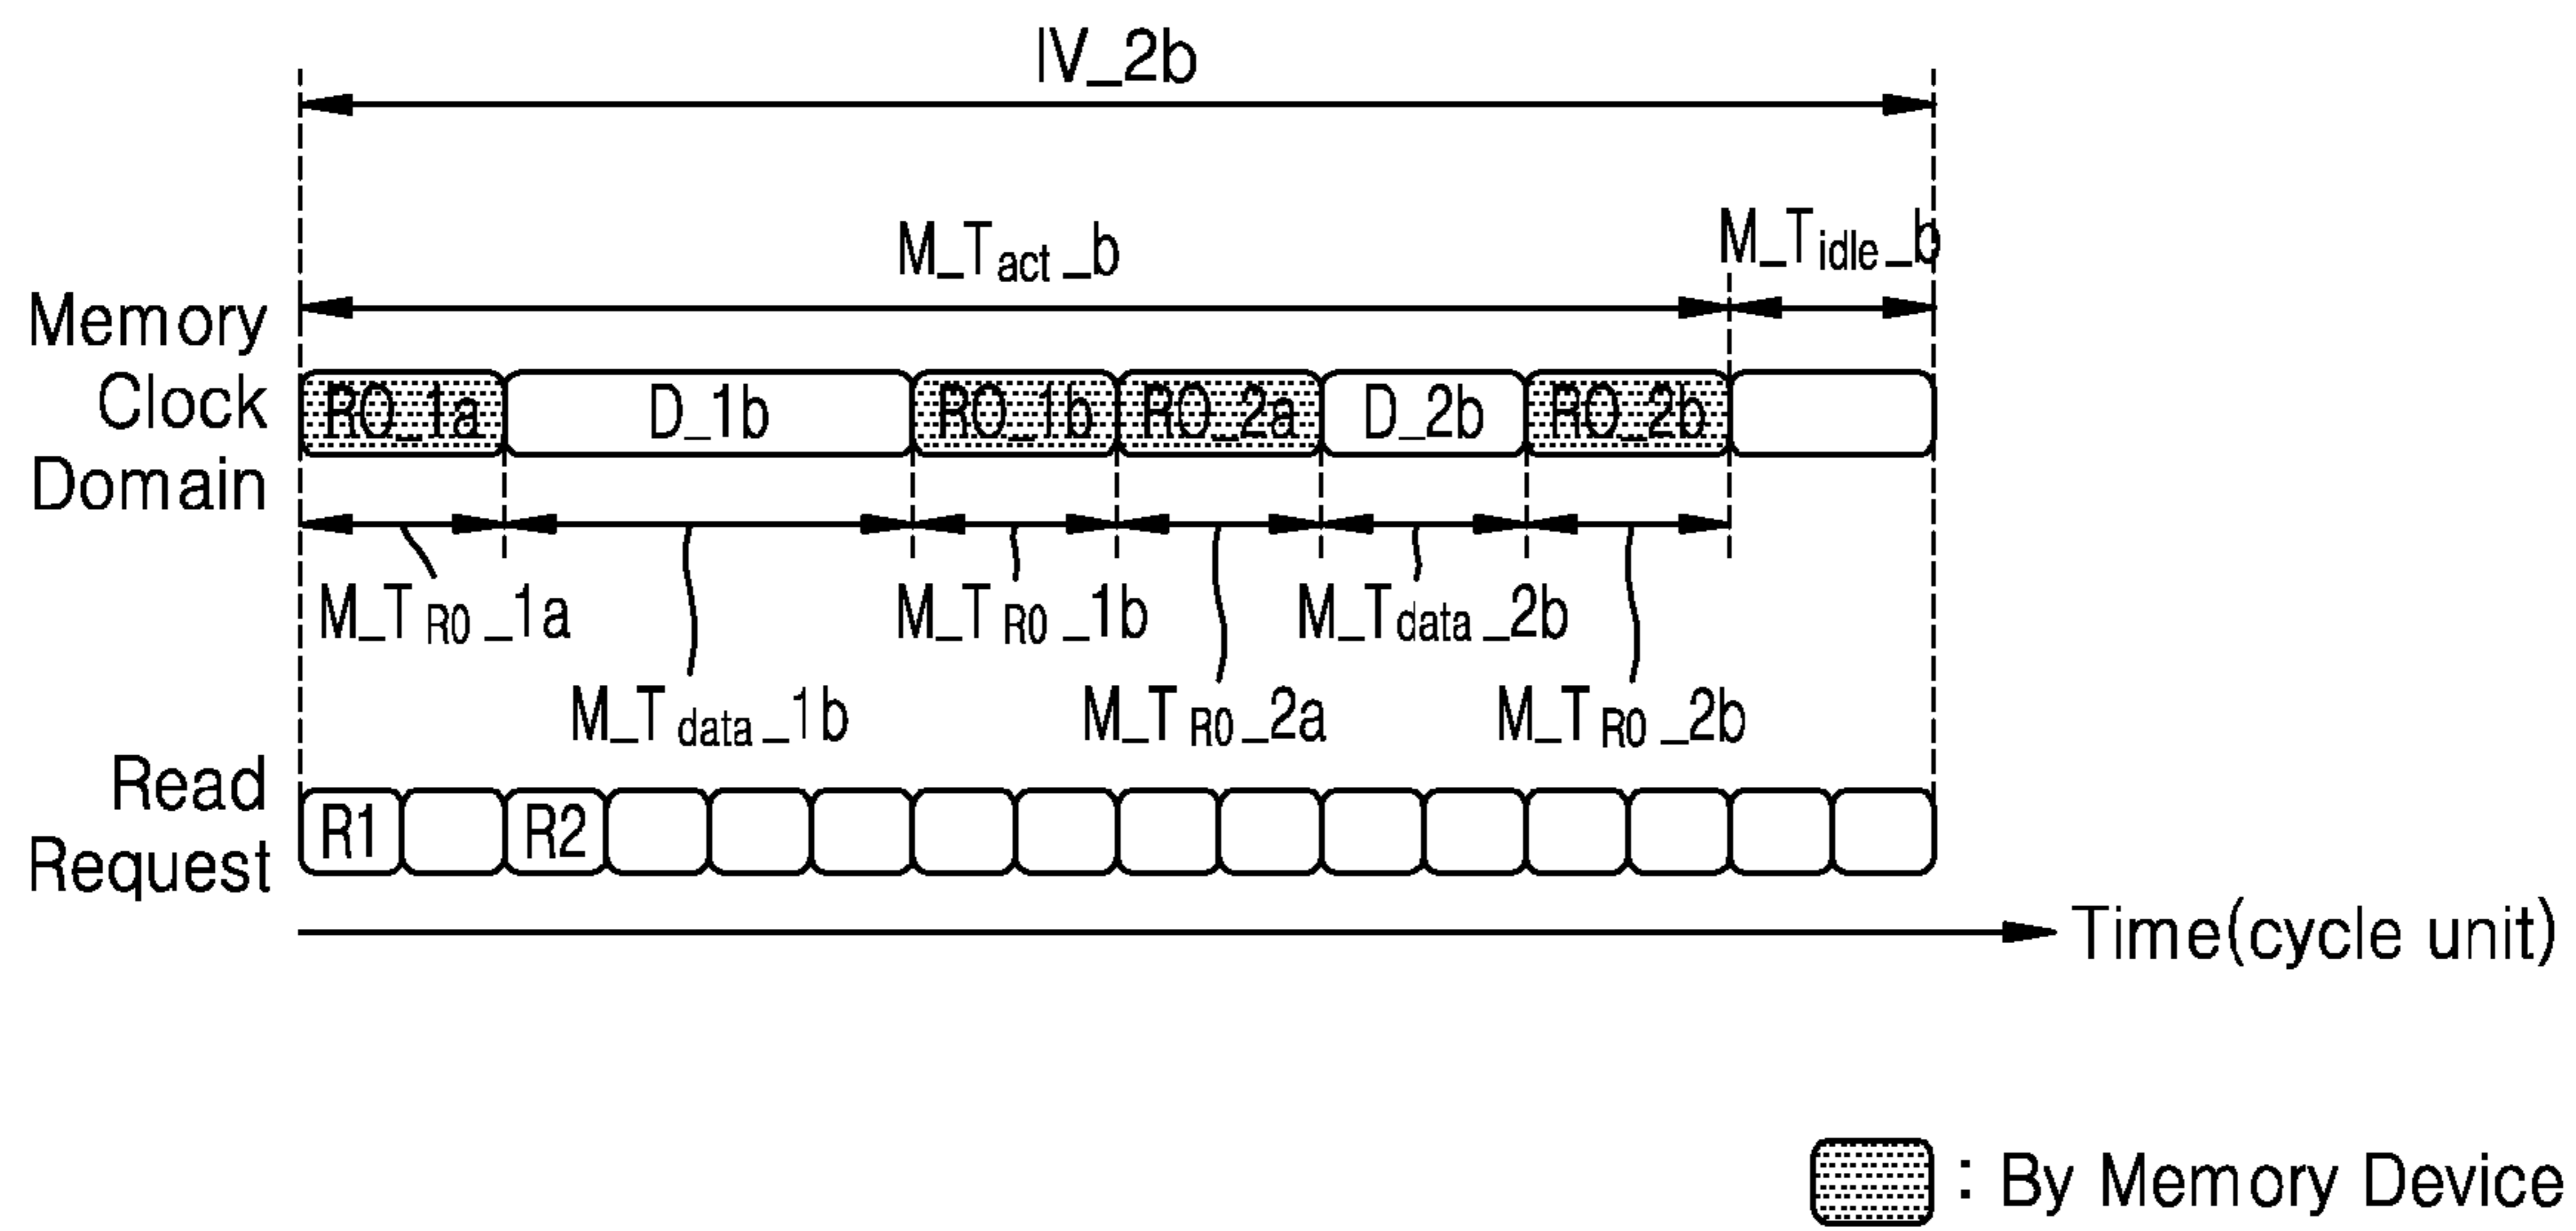 IV_2b
M_Tact_b
M_Tidle_b
Memory
Clock
Domain
RO_1a
D_1b
RO_1b
RO_2a
D_2b
RO_2b
M_TRO_1a
M_TRO_1b
M_Tdata_2b
M_Tdata_1b
M_TRO_2a
M_TRO_2b
Read
Request
R1
R2
Time(cycle unit)
: By Memory Device